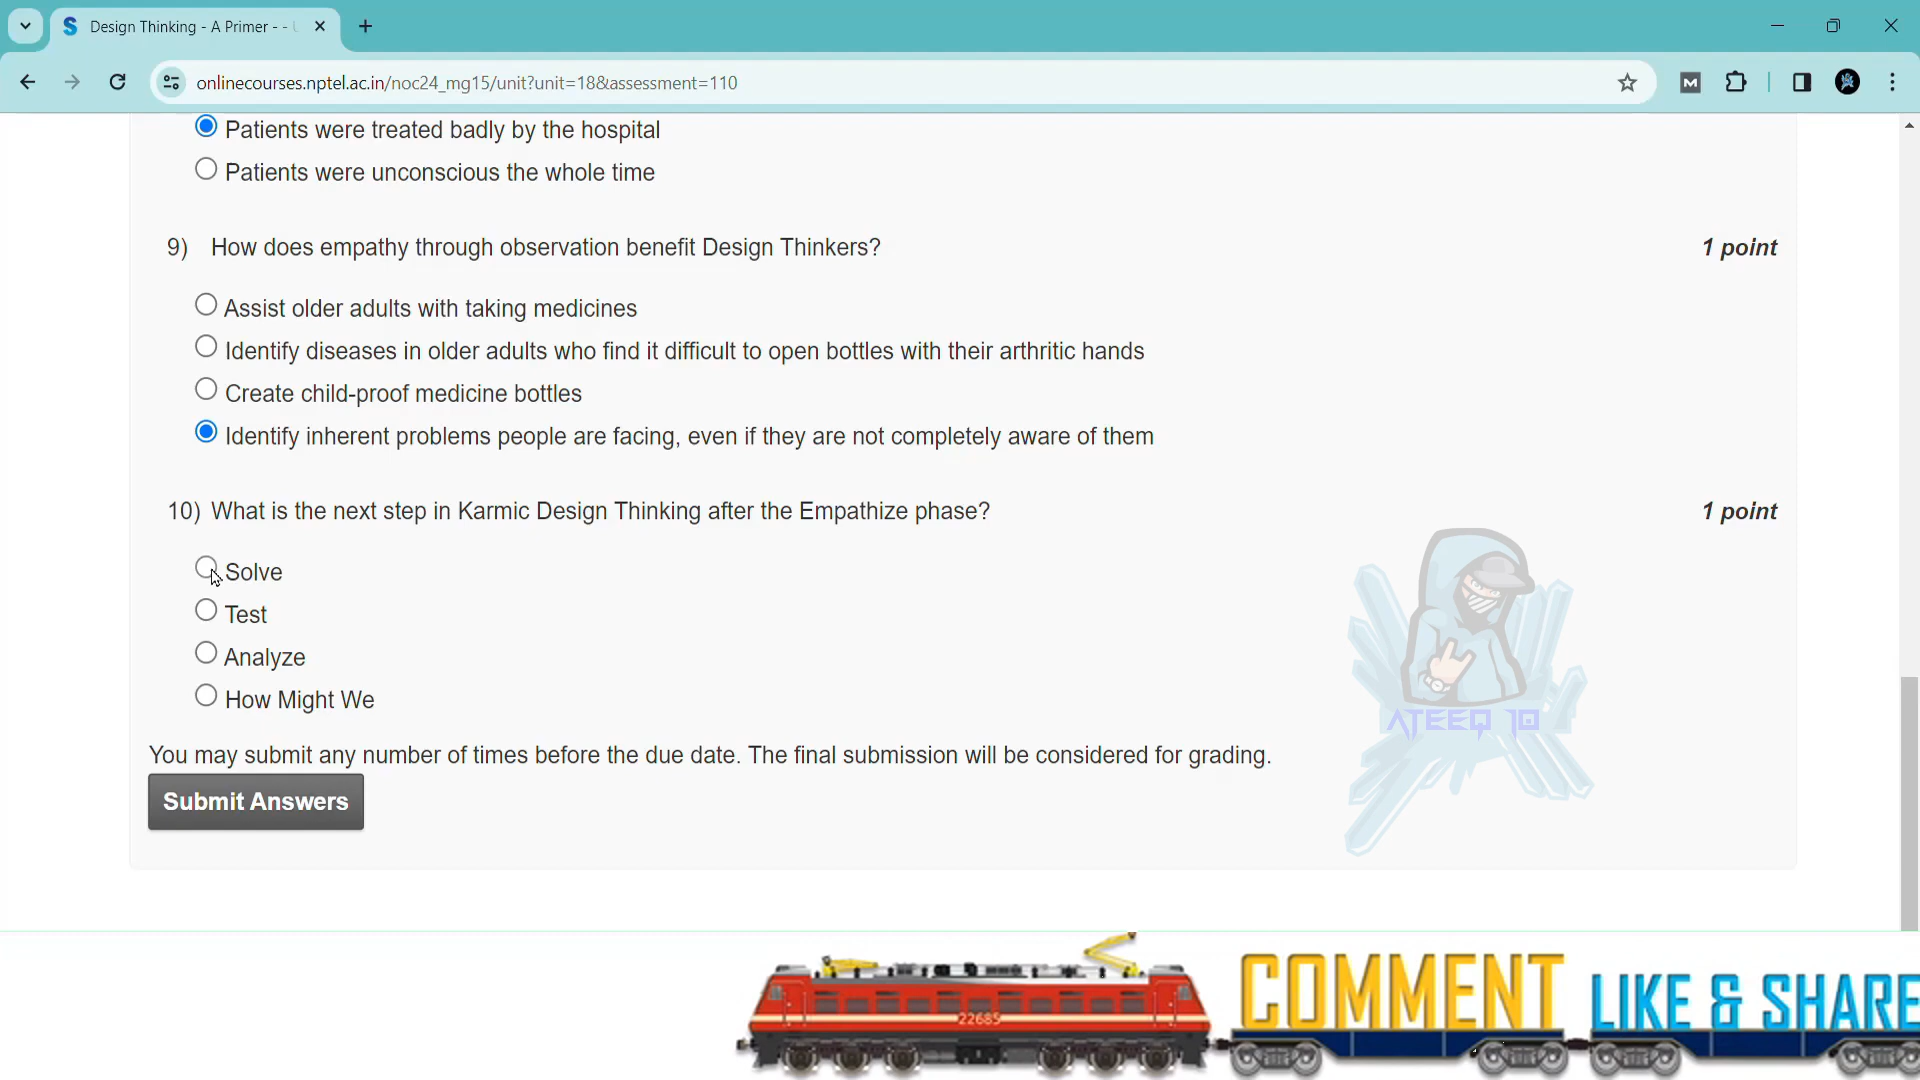 Design Thinking - A Primer - -
onlinecourses.nptel.ac.in/noc24_mg15/unit?unit=18&assessment=110
Patients were treated badly by the hospital
Patients were unconscious the whole time
9) How does empathy through observation benefit Design Thinkers? 1 point
Assist older adults with taking medicines
Identify diseases in older adults who find it difficult to open bottles with their arthritic hands
Create child-proof medicine bottles
Identify inherent problems people are facing, even if they are not completely aware of them
10) What is the next step in Karmic Design Thinking after the Empathize phase? 1 point
Solve
Test
Analyze
How Might We
ATEEQ 10
You may submit any number of times before the due date. The final submission will be considered for grading.
Submit Answers
22685
COMMENT
LIKE & SHARE